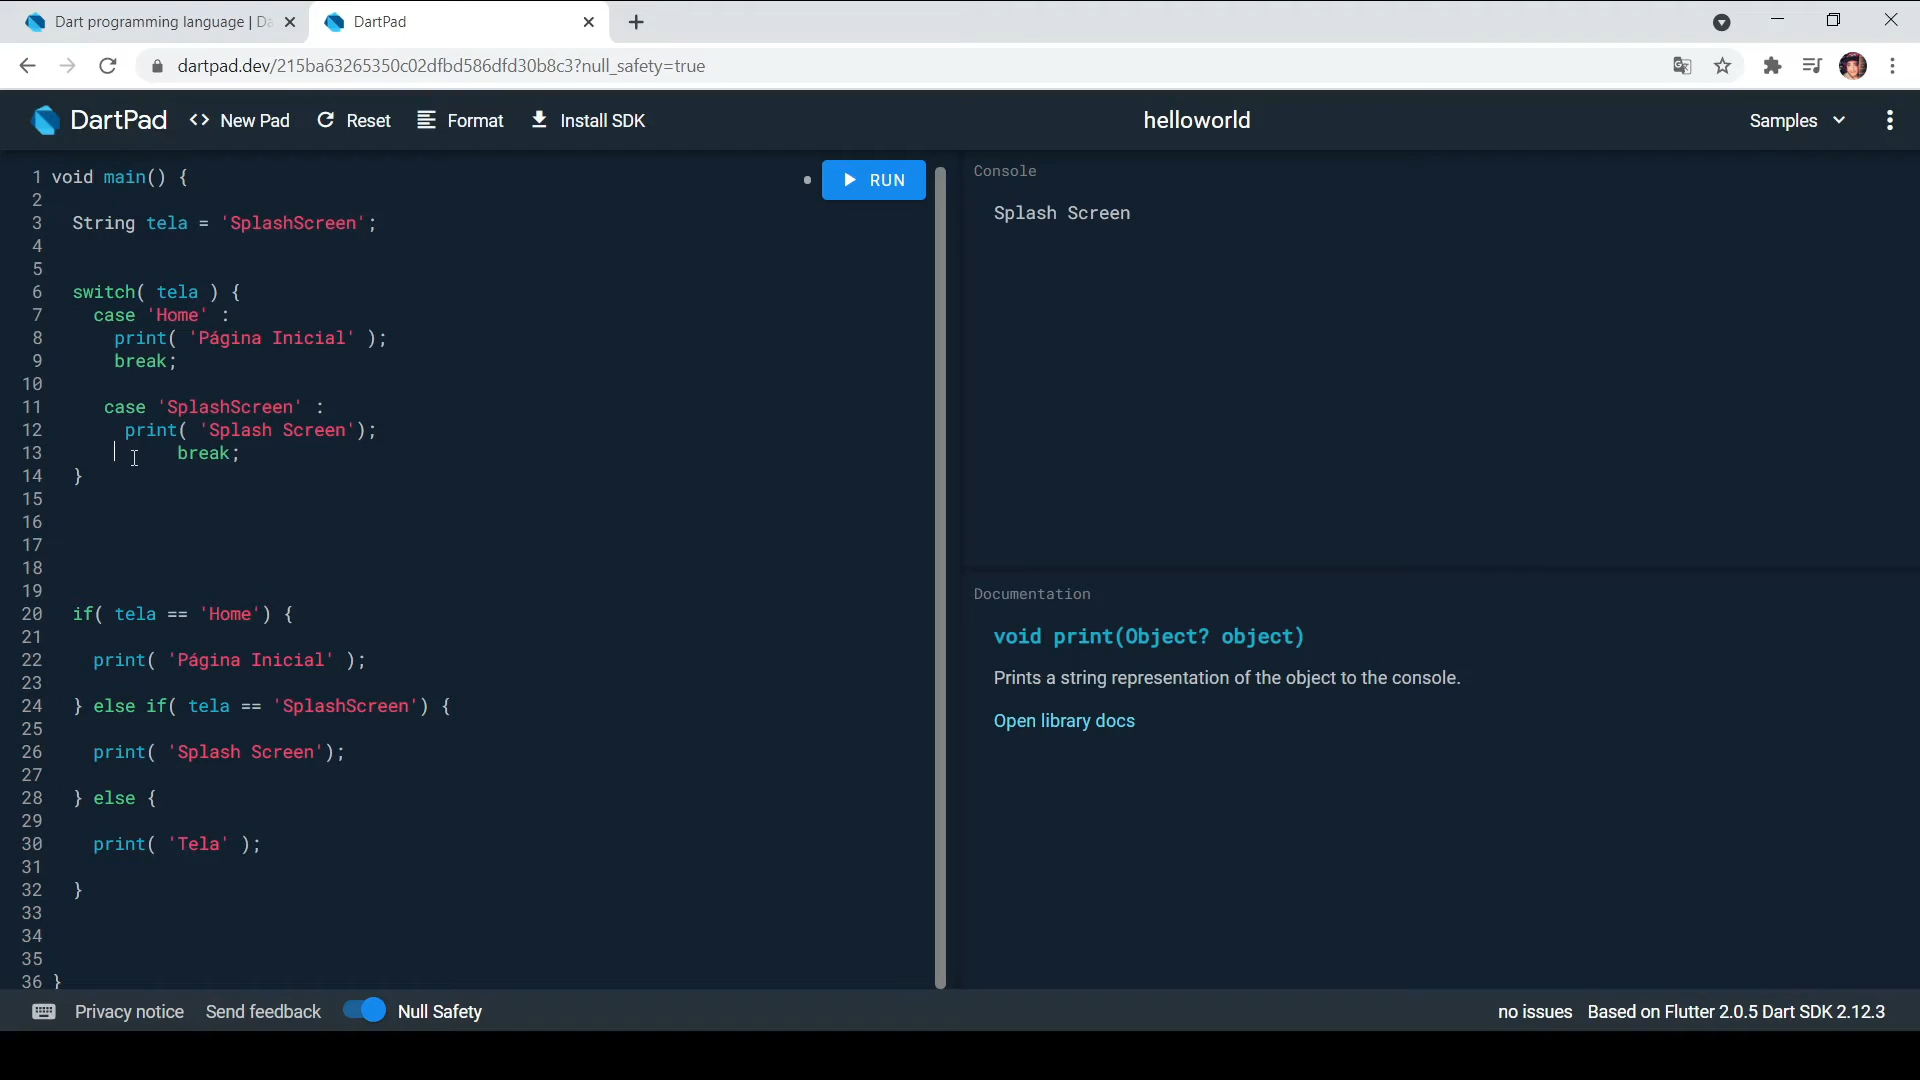 Dart programming language | Da
DartPad
dartpad.dev/215ba63265350c02dfbd586dfd30b8c3?null_safety=true
DartPad
<> New Pad
Reset
Format
Install SDK
helloworld
Samples
1 void main() {
2
3 String tela = 'SplashScreen';
4
5
6 switch( tela ) {
7 case 'Home' :
8 print( 'Página Inicial' );
9 break;
10
11 case 'SplashScreen' :
12 print( 'Splash Screen');
13 break;
14 }
15
16
17
18
19
20 if( tela == 'Home') {
21
22 print( 'Página Inicial' );
23
24 } else if( tela == 'SplashScreen') {
25
26 print( 'Splash Screen');
27
28 } else {
29
30 print( 'Tela' );
31
32 }
33
34
35
36 }
RUN
Console
Splash Screen
Documentation
void print(Object? object)
Prints a string representation of the object to the console.
Open library docs
Privacy notice
Send feedback
Null Safety
no issues
Based on Flutter 2.0.5 Dart SDK 2.12.3